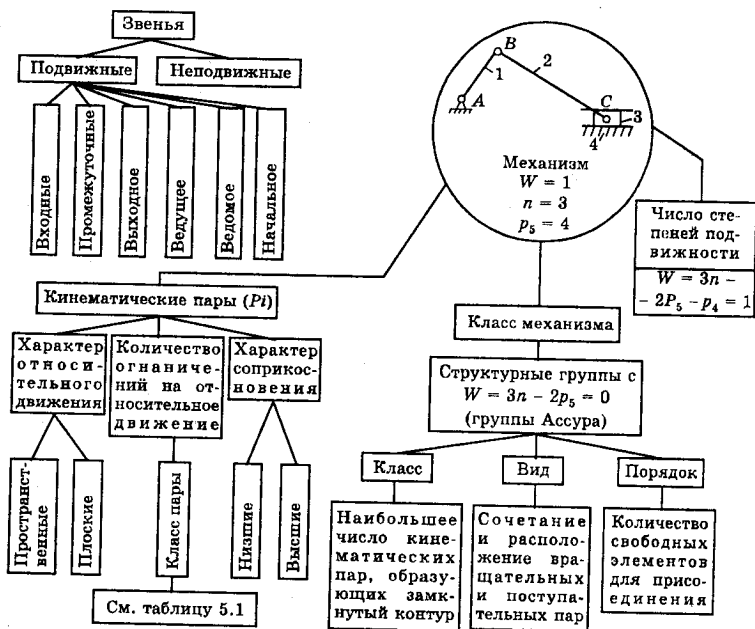 Звенья
Подвижные
Неподвижные
Входные
Промежуточные
Выходное
Ведущее
Ведомое
Начальное
A
B
C
1
2
3
4
Механизм
W = 1
n = 3
p₅ = 4
Число сте-
пеней под-
вижности
W = 3n -
- 2P₅ - p₄ = 1
Кинематические пары (Pi)
Характер
относи-
тельного
движения
Количество
ограниче-
ний на от-
носительное
движение
Характер
соприкос-
новения
Пространст-
венные
Плоские
Класс пары
Низшие
Высшие
См. таблицу 5.1
Класс механизма
Структурные группы с
W = 3n - 2p₅ = 0
(группы Ассура)
Класс
Вид
Порядок
Наибольшее
число кине-
матических
пар, образу-
ющих замк-
нутый контур
Сочетание
и располо-
жение вра-
щательных
и поступа-
тельных пар
Количество
свободных
элементов
для присо-
единения